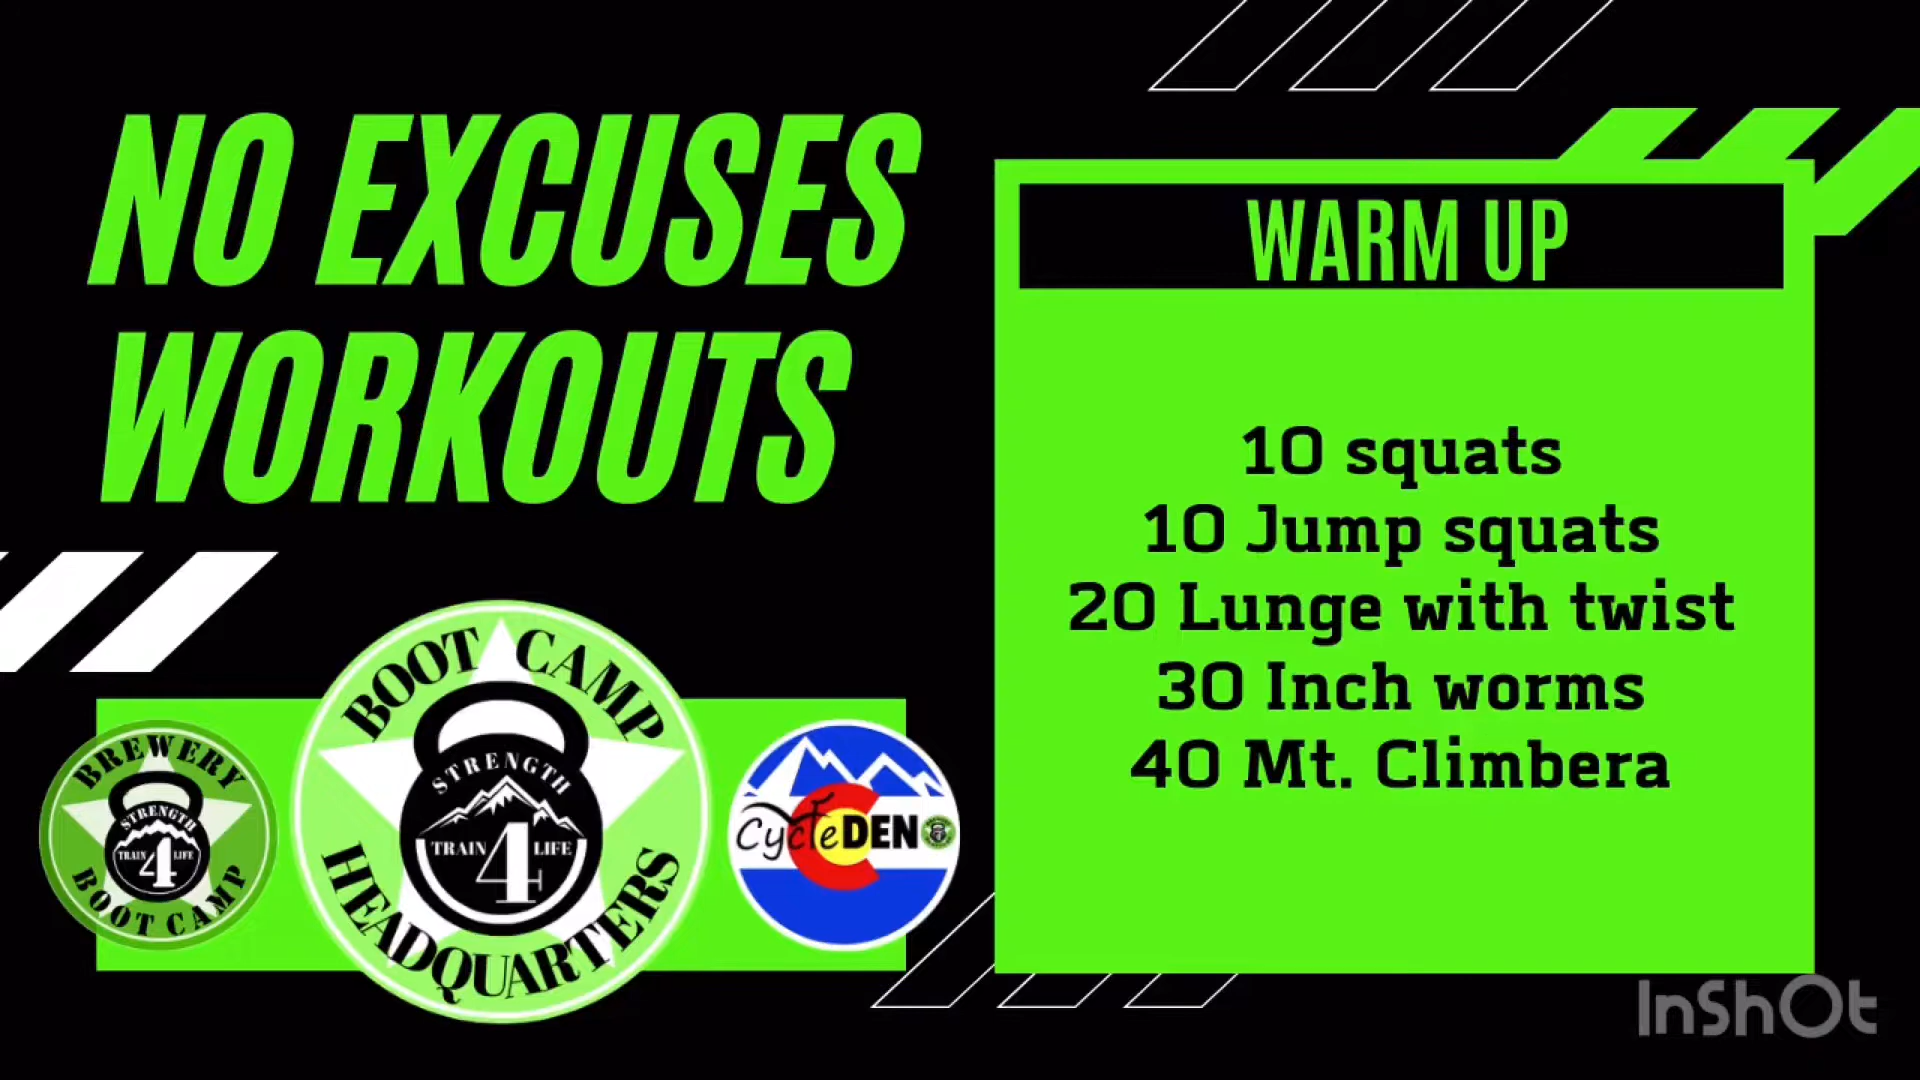 NO EXCUSES
WORKOUTS
WARM UP
10 squats
10 Jump squats
20 Lunge with twist
30 Inch worms
40 Mt. Climbera
BREWERY
STRENGTH
TRAIN 4 LIFE
BOOT CAMP
BOOT CAMP
STRENGTH
TRAIN 4 LIFE
HEADQUARTERS
CycleDEN
InShOt